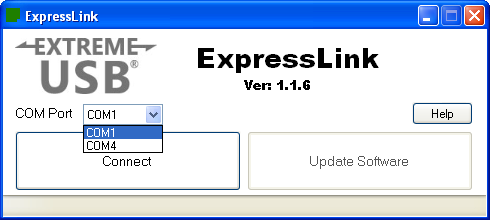 ExpressLink
EXTREME
USB®
ExpressLink
Ver: 1.1.6
COM Port
COM1
Help
COM1
COM4
Connect
Update Software